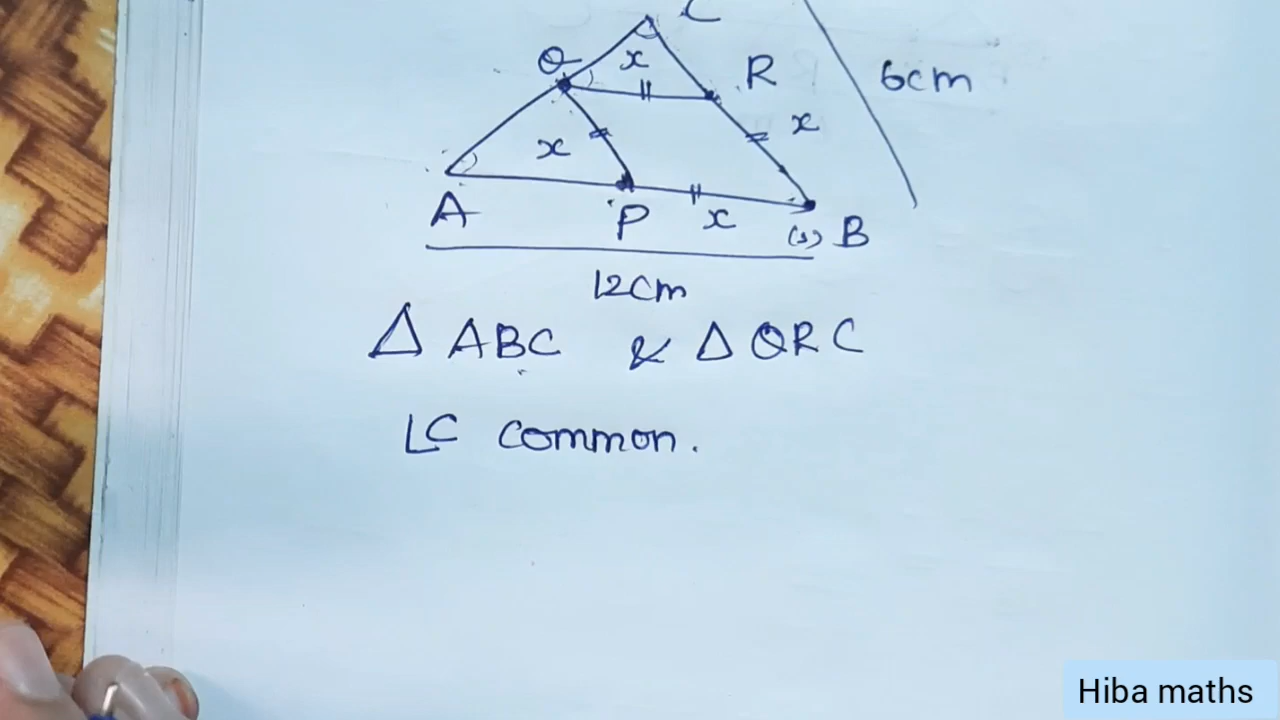 C
Q x R 6cm
x x
A P x (s) B
12cm
Δ ABC & Δ QRC
∟C common.
Hiba maths